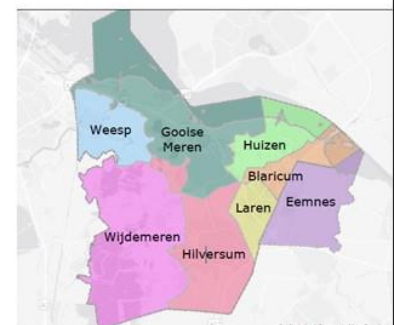 Weesp
Gooise
Meren
Huizen
Blaricum
Laren
Eemnes
Wijdemeren
Hilversum